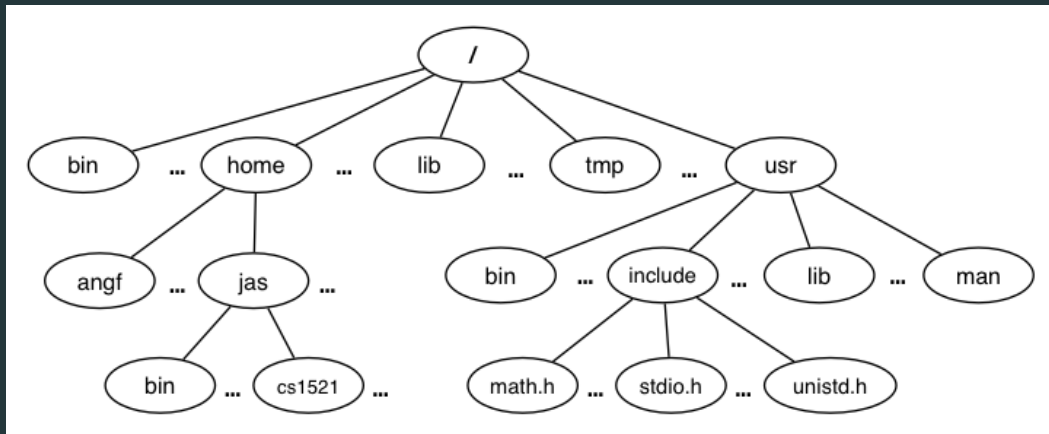 /
bin ... home ... lib ... tmp ... usr
angf ... jas ... bin ... include ... lib ... man
bin ... cs1521 ... math.h ... stdio.h ... unistd.h